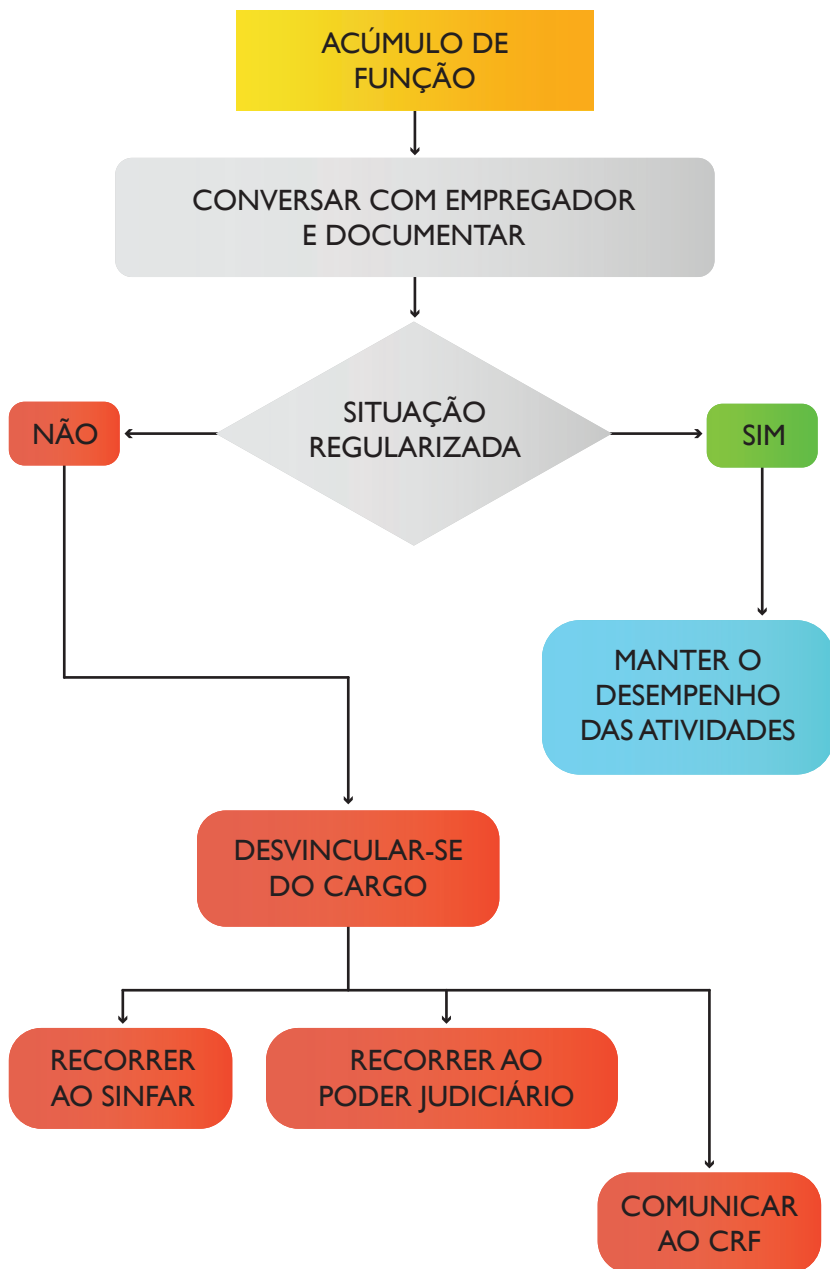 ACÚMULO DE
FUNÇÃO
CONVERSAR COM EMPREGADOR
E DOCUMENTAR
SITUAÇÃO
REGULARIZADA
NÃO
SIM
MANTER O
DESEMPENHO
DAS ATIVIDADES
DESVINCULAR-SE
DO CARGO
RECORRER
AO SINFAR
RECORRER AO
PODER JUDICIÁRIO
COMUNICAR
AO CRF